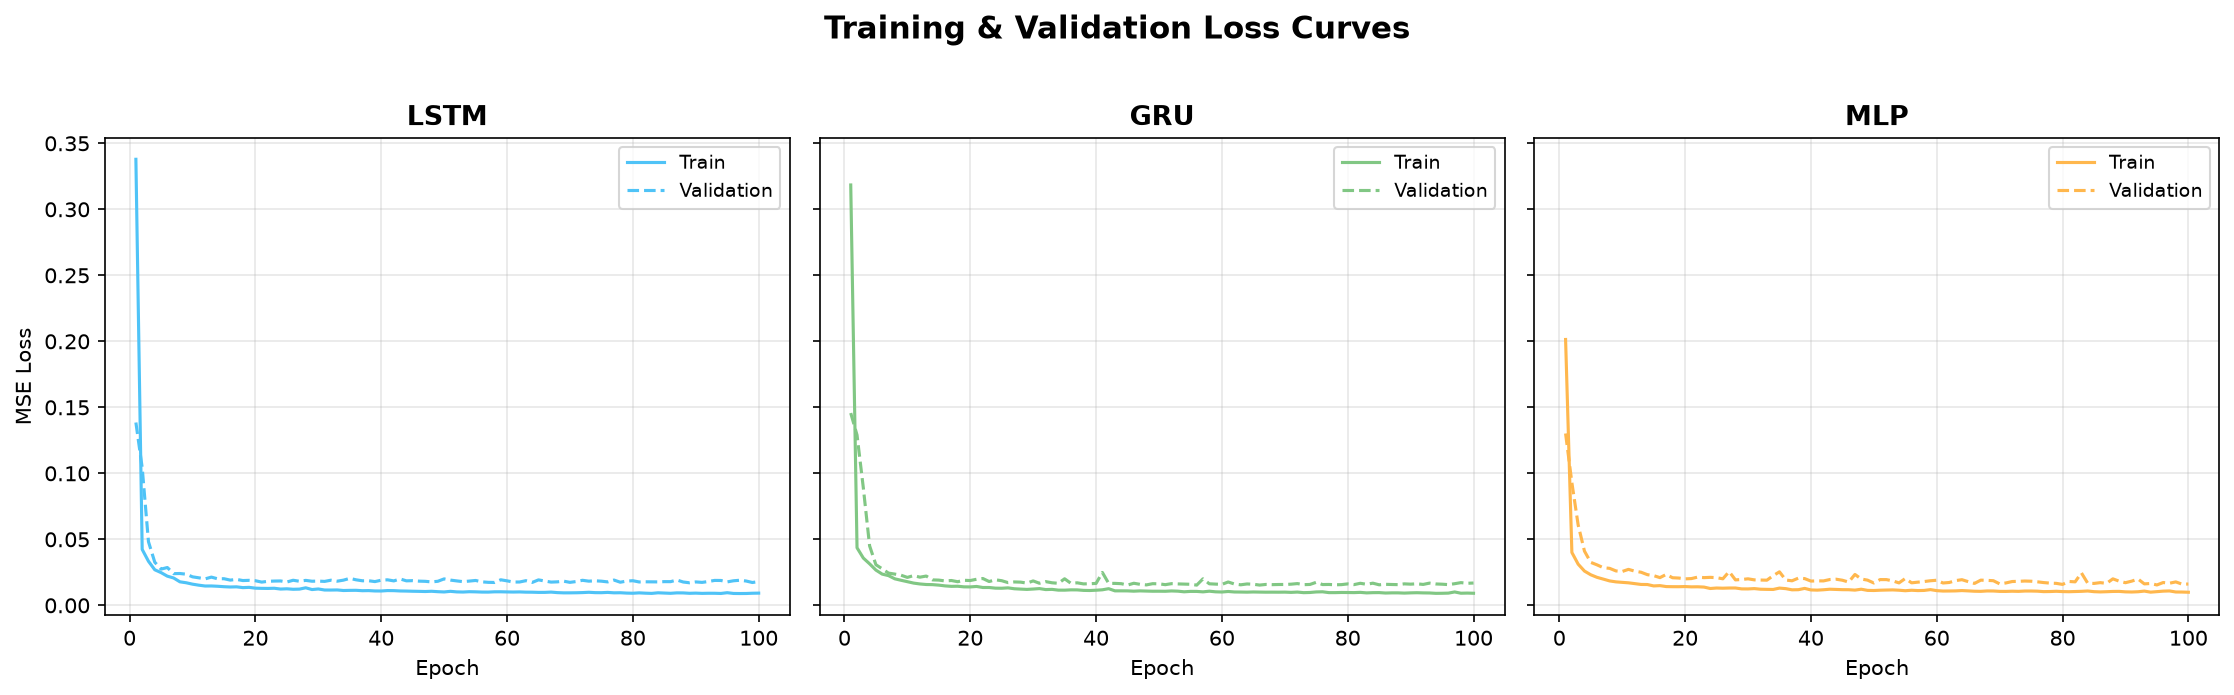 Training & Validation Loss Curves
LSTM
GRU
MLP
Train
Validation
Train
Validation
Train
Validation
MSE Loss
0.35
0.30
0.25
0.20
0.15
0.10
0.05
0.00
0 20 40 60 80 100
0 20 40 60 80 100
0 20 40 60 80 100
Epoch
Epoch
Epoch